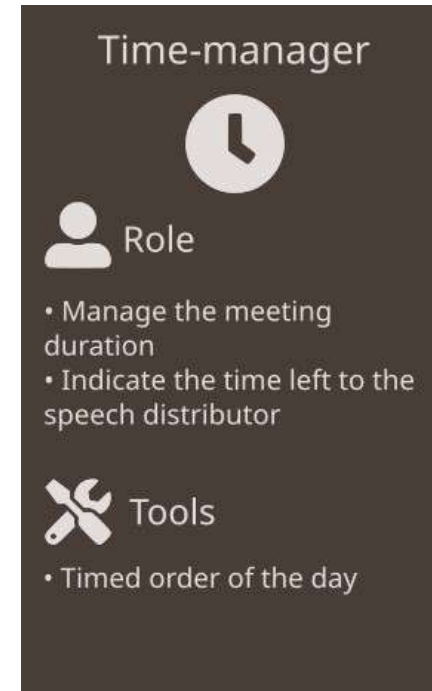 Time-manager
Role
• Manage the meeting
duration
• Indicate the time left to the
speech distributor
Tools
• Timed order of the day